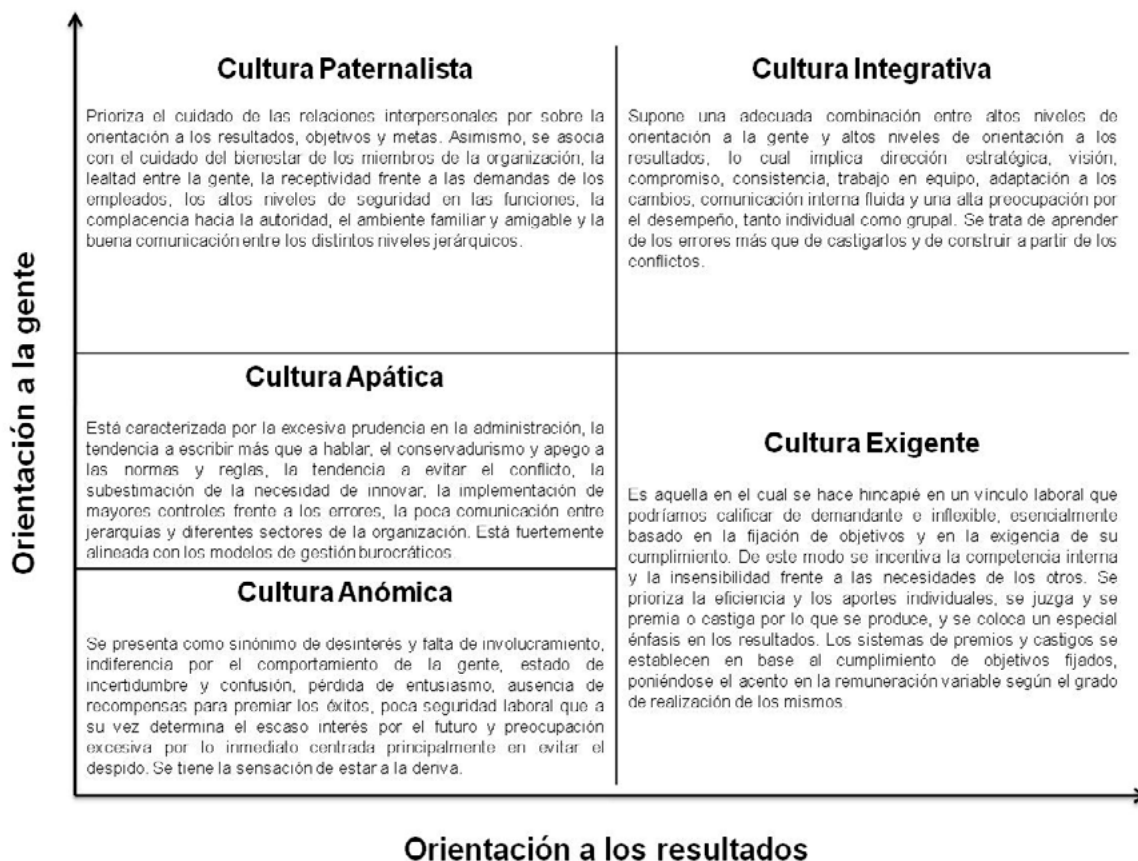 Orientación a la gente
Cultura Paternalista
Prioriza el cuidado de las relaciones interpersonales por sobre la
orientación a los resultados, objetivos y metas. Asimismo, se asocia
con el cuidado del bienestar de los miembros de la organización, la
lealtad entre la gente, la receptividad frente a las demandas de los
empleados, los altos niveles de seguridad en las funciones, la
complacencia hacia la autoridad, el ambiente familiar y amigable y la
buena comunicación entre los distintos niveles jerárquicos.
Cultura Integrativa
Supone una adecuada combinación entre altos niveles de
orientación a la gente y altos niveles de orientación a los
resultados, lo cual implica dirección estratégica, visión,
compromiso, consistencia, trabajo en equipo, adaptación a los
cambios, comunicación interna fluida y una alta preocupación por
el desempeño, tanto individual como grupal. Se trata de aprender
de los errores más que de castigarlos y de construir a partir de los
conflictos.
Cultura Apática
Está caracterizada por la excesiva prudencia en la administración, la
tendencia a escribir más que a hablar, el conservadurismo y apego a
las normas y reglas, la tendencia a evitar el conflicto, la
subestimación de la necesidad de innovar, la implementación de
mayores controles frente a los errores, la poca comunicación entre
jerarquías y diferentes sectores de la organización. Está fuertemente
alineada con los modelos de gestión burocráticos.
Cultura Exigente
Es aquella en el cual se hace hincapié en un vínculo laboral que
podríamos calificar de demandante e inflexible, esencialmente
basado en la fijación de objetivos y en la exigencia de su
cumplimiento. De este modo se incentiva la competencia interna
y la insensibilidad frente a las necesidades de los otros. Se
prioriza la eficiencia y los aportes individuales, se juzga y se
premia o castiga por lo que se produce, y se coloca un especial
énfasis en los resultados. Los sistemas de premios y castigos se
establecen en base al cumplimiento de objetivos fijados,
poniéndose el acento en la remuneración variable según el grado
de realización de los mismos.
Cultura Anómica
Se presenta como sinónimo de desinterés y falta de involucramiento,
indiferencia por el comportamiento de la gente, estado de
incertidumbre y confusión, pérdida de entusiasmo, ausencia de
recompensas para premiar los éxitos, poca seguridad laboral que a
su vez determina el escaso interés por el futuro y preocupación
excesiva por lo inmediato centrada principalmente en evitar el
despido. Se tiene la sensación de estar a la deriva.
Orientación a los resultados